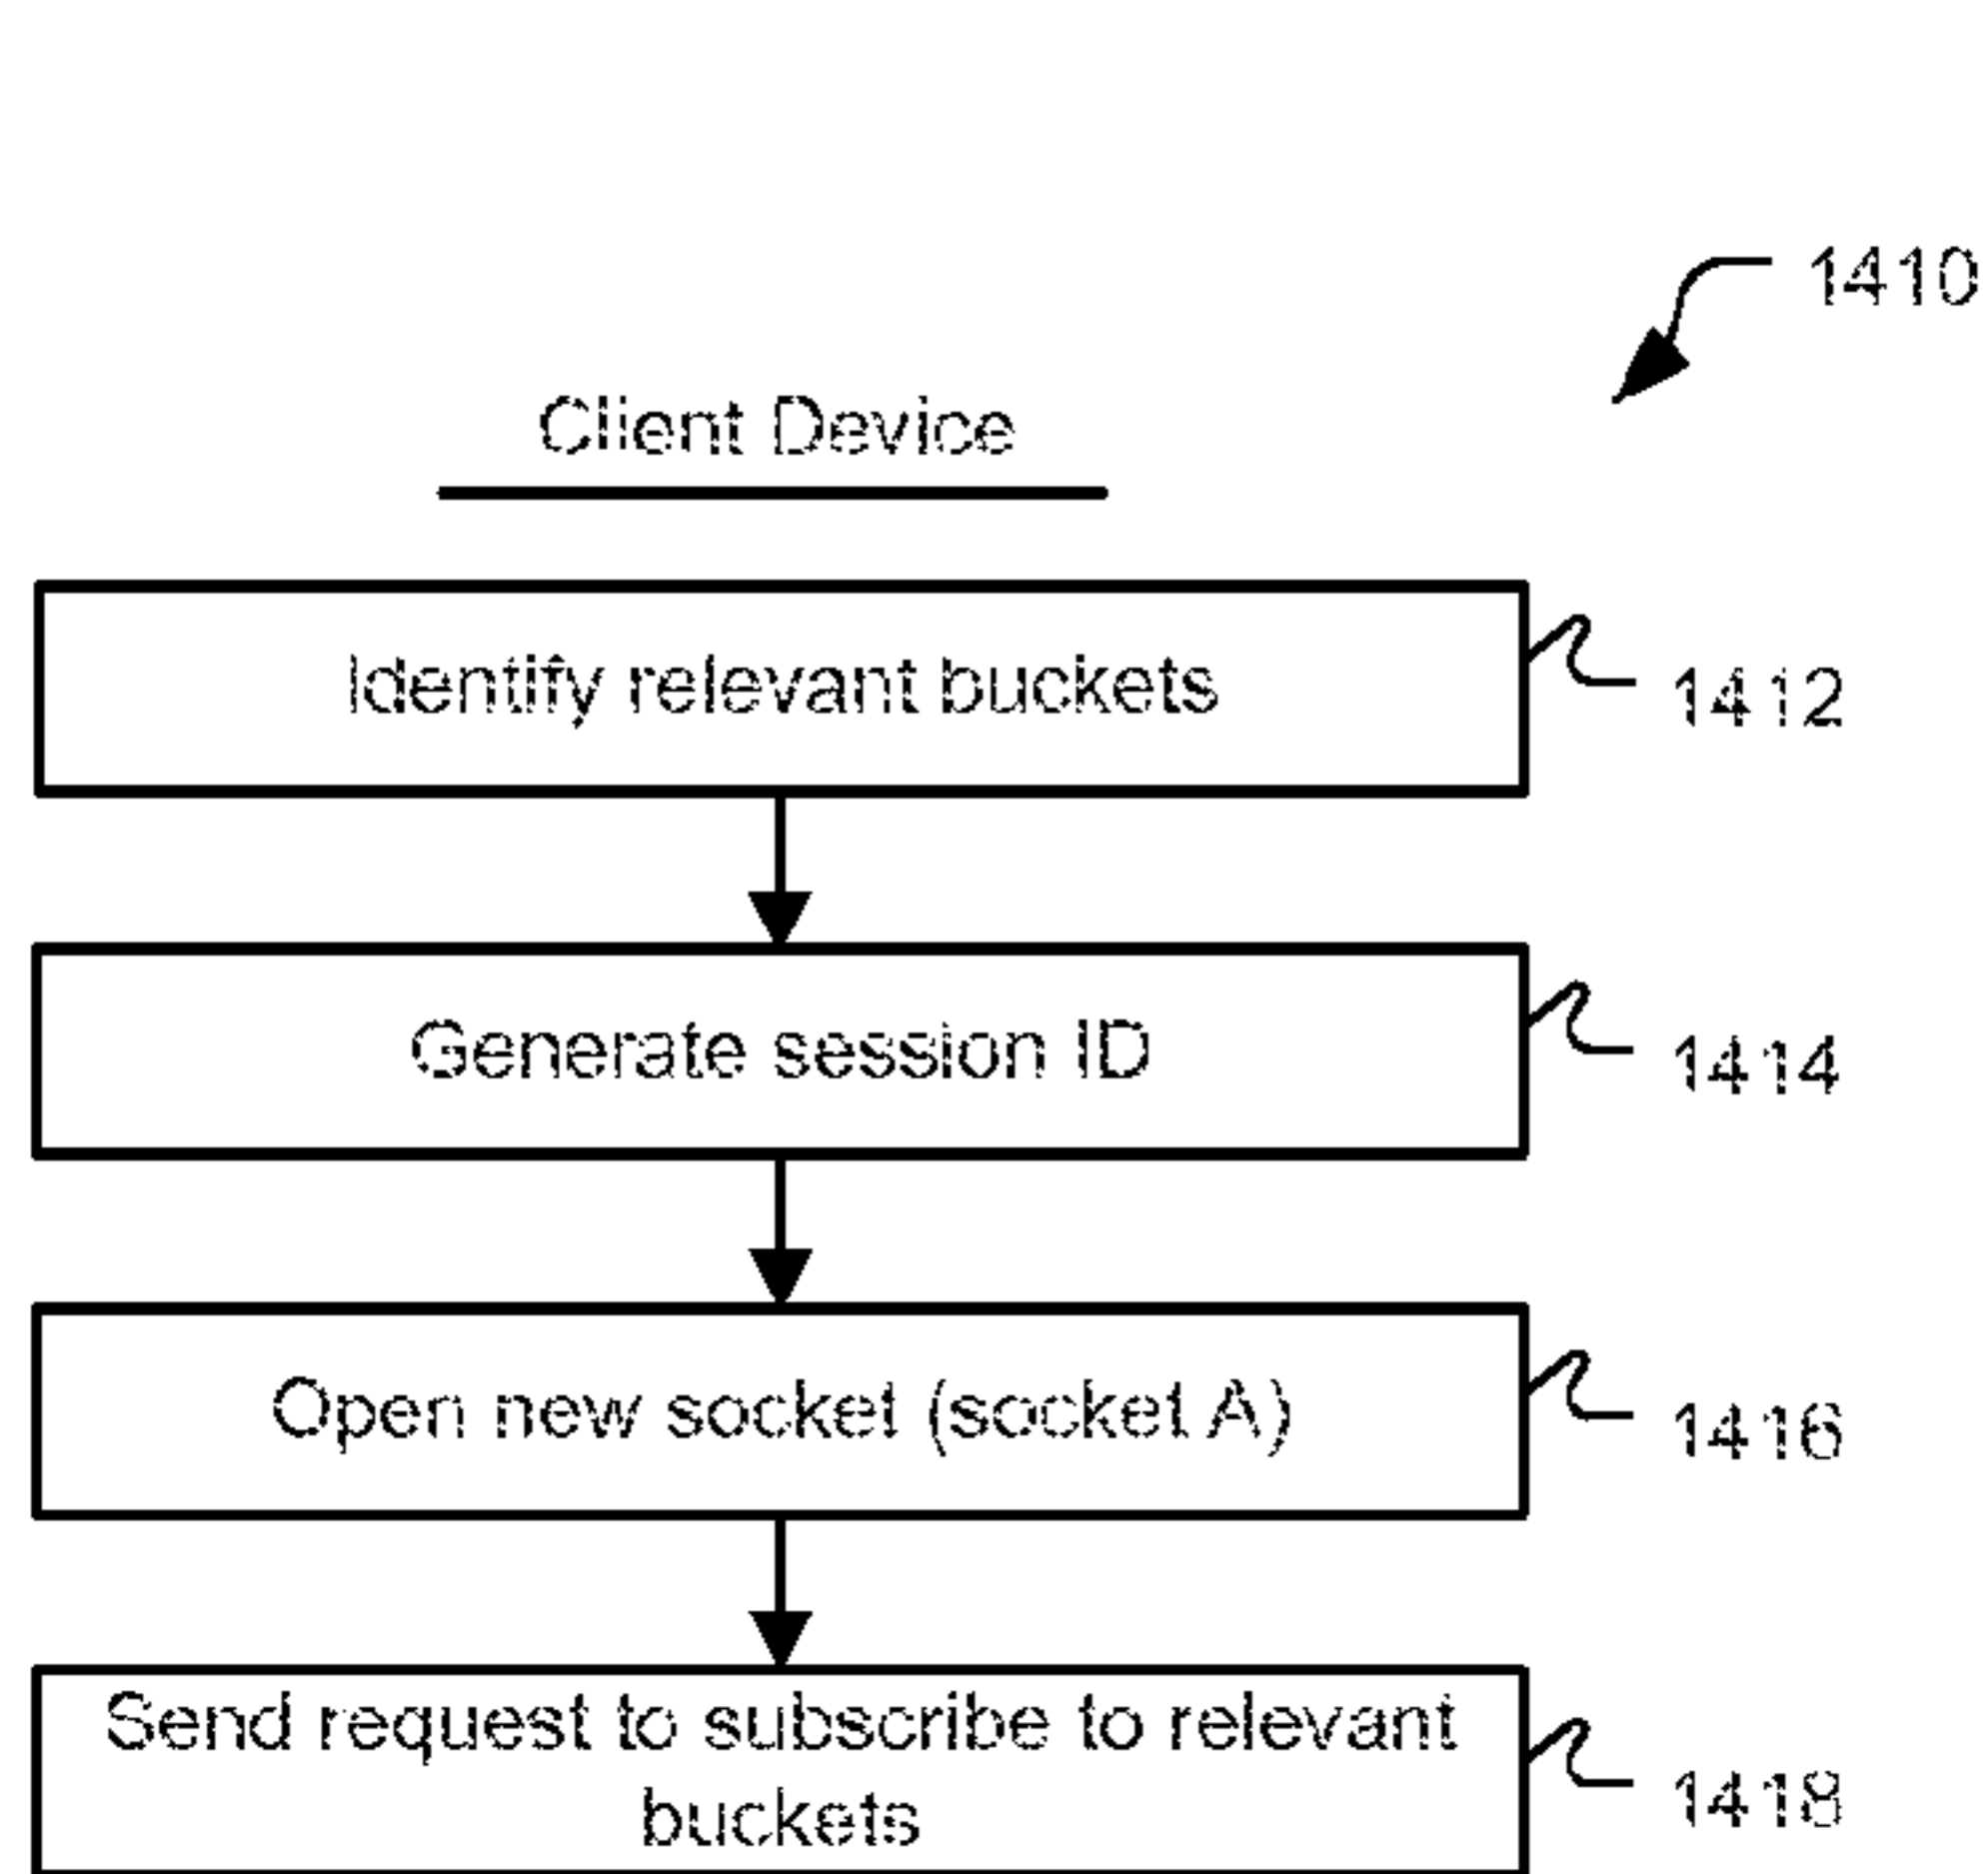 1410
Client Device
Identify relevant buckets
1412
Generate session ID
1414
Open new socket (socket A)
1416
Send request to subscribe to relevant
buckets
1418